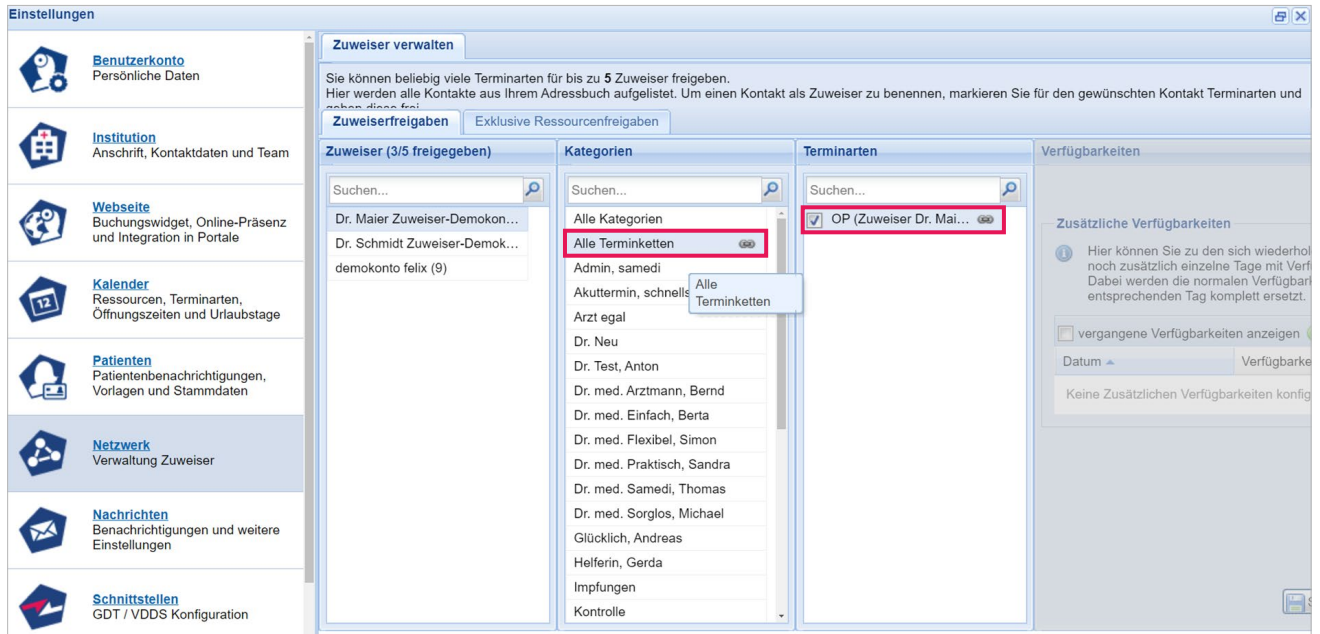 Einstellungen
Benutzerkonto
Persönliche Daten
Institution
Anschrift, Kontaktdaten und Team
Webseite
Buchungswidget, Online-Präsenz
und Integration in Portale
Kalender
Ressourcen, Terminarten,
Öffnungszeiten und Urlaubstage
Patienten
Patientenbenachrichtigungen,
Vorlagen und Stammdaten
Netzwerk
Verwaltung Zuweiser
Nachrichten
Benachrichtigungen und weitere
Einstellungen
Schnittstellen
GDT / VDDS Konfiguration
Zuweiser verwalten
Sie können beliebig viele Terminarten für bis zu 5 Zuweiser freigeben.
Hier werden alle Kontakte aus Ihrem Adressbuch aufgelistet. Um einen Kontakt als Zuweiser zu benennen, markieren Sie für den gewünschten Kontakt Terminarten und
Zuweiserfreigaben
Exklusive Ressourcenfreigaben
Zuweiser (3/5 freigegeben)
Suchen...
Dr. Maier Zuweiser-Demokon...
Dr. Schmidt Zuweiser-Demok...
demokonto felix (9)
Kategorien
Suchen...
Alle Kategorien
Alle Terminketten
Admin, samedi
Akuttermin, schnells
Arzt egal
Dr. Neu
Dr. Test, Anton
Dr. med. Arztmann, Bernd
Dr. med. Einfach, Berta
Dr. med. Flexibel, Simon
Dr. med. Praktisch, Sandra
Dr. med. Samedi, Thomas
Dr. med. Sorglos, Michael
Glücklich, Andreas
Helferin, Gerda
Impfungen
Kontrolle
Alle
Terminketten
Terminarten
Suchen...
OP (Zuweiser Dr. Mai...
Verfügbarkeiten
Zusätzliche Verfügbarkeiten
Hier können Sie zu den sich wiederhol
noch zusätzlich einzelne Tage mit Verf
Dabei werden die normalen Verfügbar
entsprechenden Tag komplett ersetzt.
vergangene Verfügbarkeiten anzeigen
Datum
Verfügbarke
Keine Zusätzlichen Verfügbarkeiten konfig